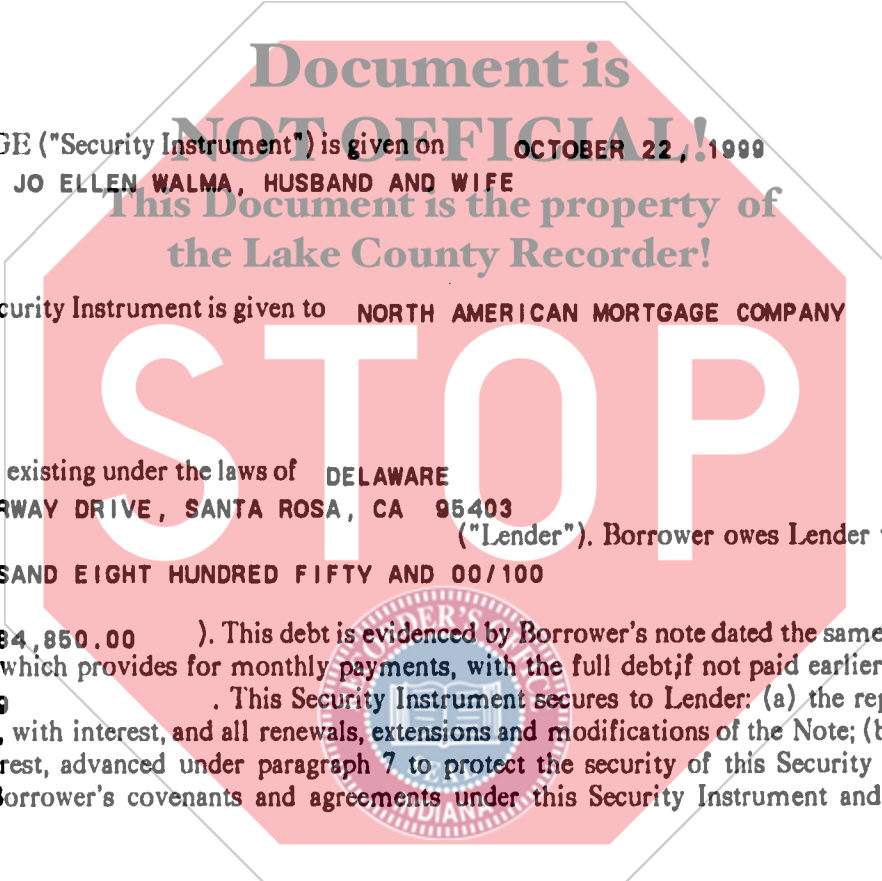 Document is
NOT OFFICIAL!
GE ("Security Instrument") is given on OCTOBER 22, 1999
JO ELLEN WALMA, HUSBAND AND WIFE
This Document is the property of
the Lake County Recorder!
curity Instrument is given to NORTH AMERICAN MORTGAGE COMPANY
STOP
existing under the laws of DELAWARE
RWAY DRIVE, SANTA ROSA, CA 95403
("Lender"). Borrower owes Lender
SAND EIGHT HUNDRED FIFTY AND 00/100
84,850.00 ). This debt is evidenced by Borrower's note dated the same
which provides for monthly payments, with the full debt,if not paid earlier
. This Security Instrument secures to Lender: (a) the rep
, with interest, and all renewals, extensions and modifications of the Note; (b
rest, advanced under paragraph 7 to protect the security of this Security
Borrower's covenants and agreements under this Security Instrument and
RECORDER'S OFFICE
INDIANA